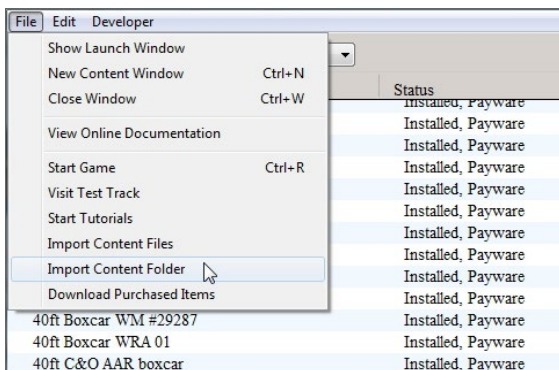 File Edit Developer
Show Launch Window
New Content Window Ctrl+N
Close Window Ctrl+W
View Online Documentation
Start Game Ctrl+R
Visit Test Track
Start Tutorials
Import Content Files
Import Content Folder
Download Purchased Items
Status
Installed, Payware
Installed, Payware
Installed, Payware
Installed, Payware
Installed, Payware
Installed, Payware
Installed, Payware
Installed, Payware
Installed, Payware
Installed, Payware
40ft Boxcar WM #29287 Installed, Payware
40ft Boxcar WRA 01 Installed, Payware
40ft C&O AAR boxcar Installed, Payware